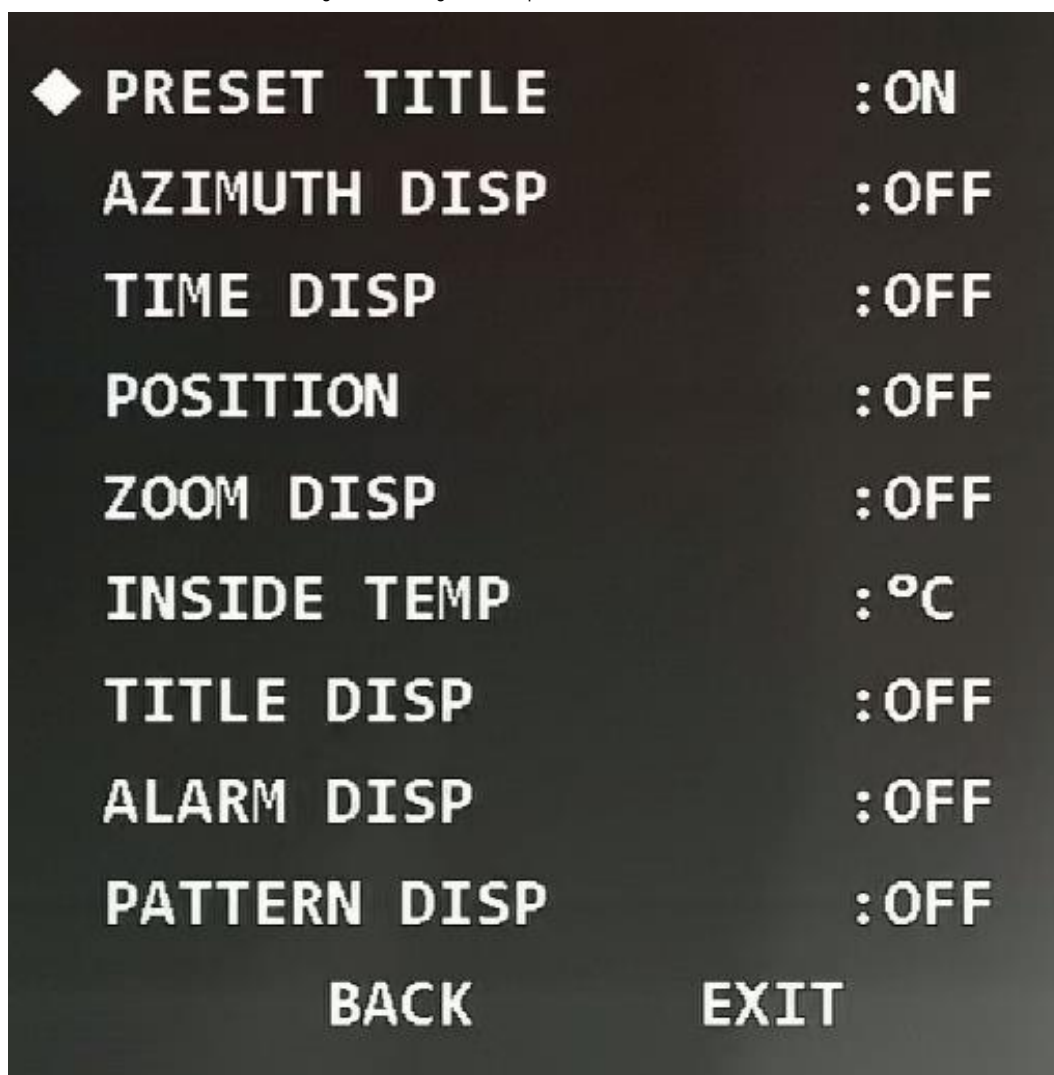 PRESET TITLE :ON
AZIMUTH DISP :OFF
TIME DISP :OFF
POSITION :OFF
ZOOM DISP :OFF
INSIDE TEMP :°C
TITLE DISP :OFF
ALARM DISP :OFF
PATTERN DISP :OFF
BACK EXIT